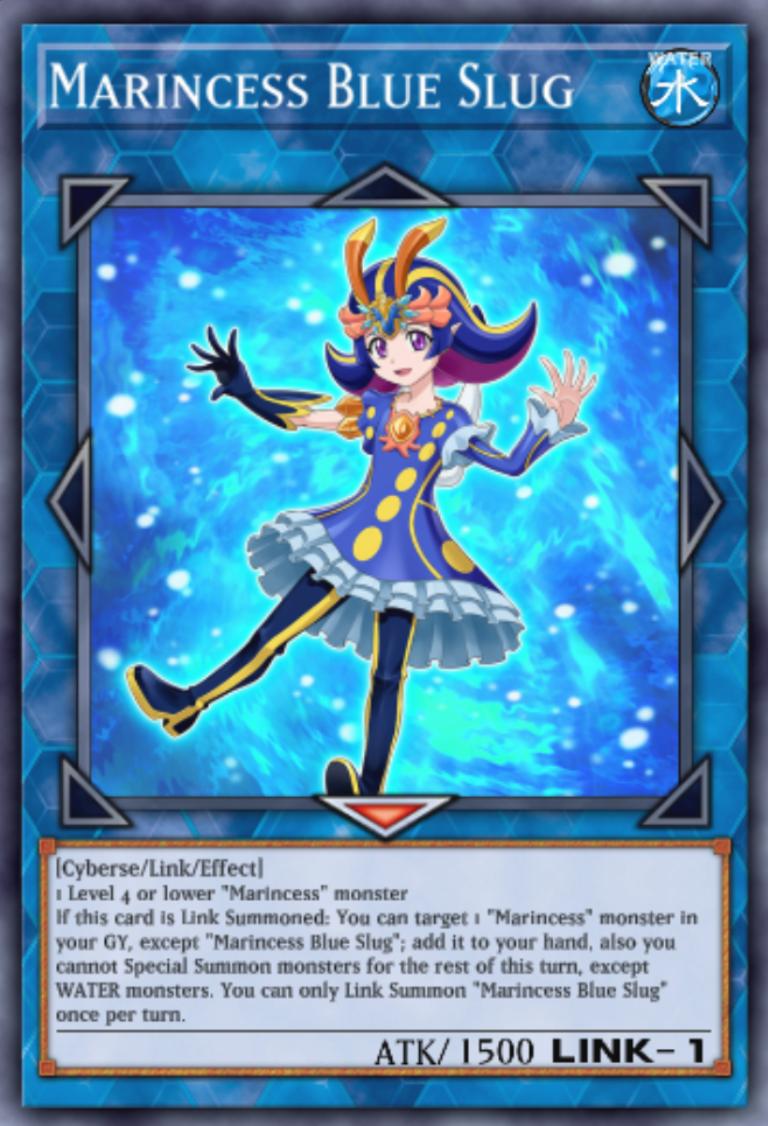 Marincess Blue Slug
WATER
水
[Cyberse/Link/Effect]
1 Level 4 or lower "Marincess" monster
If this card is Link Summoned: You can target 1 "Marincess" monster in
your GY, except "Marincess Blue Slug"; add it to your hand, also you
cannot Special Summon monsters for the rest of this turn, except
WATER monsters. You can only Link Summon "Marincess Blue Slug"
once per turn.
ATK/ 1500 LINK- 1